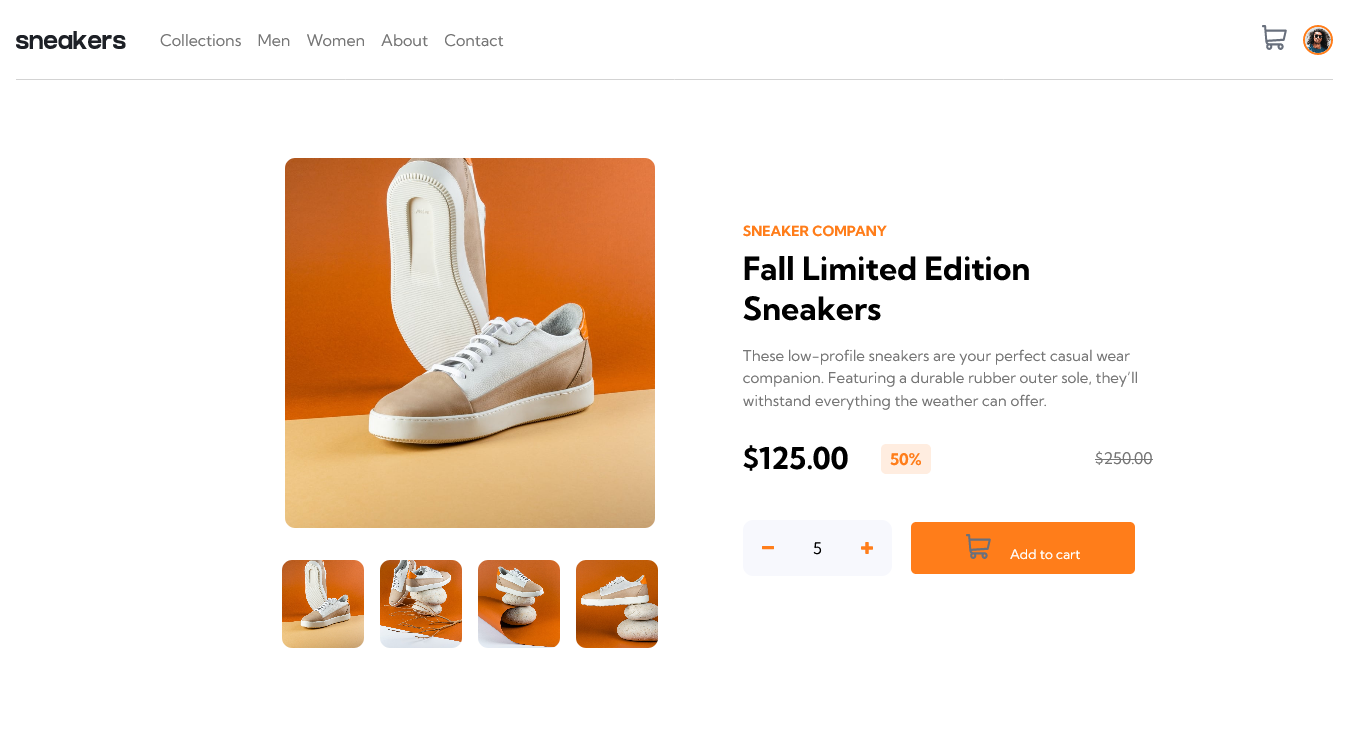 sneakers
Collections Men Women About Contact
SNEAKER COMPANY
Fall Limited Edition
Sneakers
These low-profile sneakers are your perfect casual wear
companion. Featuring a durable rubber outer sole, they’ll
withstand everything the weather can offer.
$125.00 50% $250.00
5 Add to cart